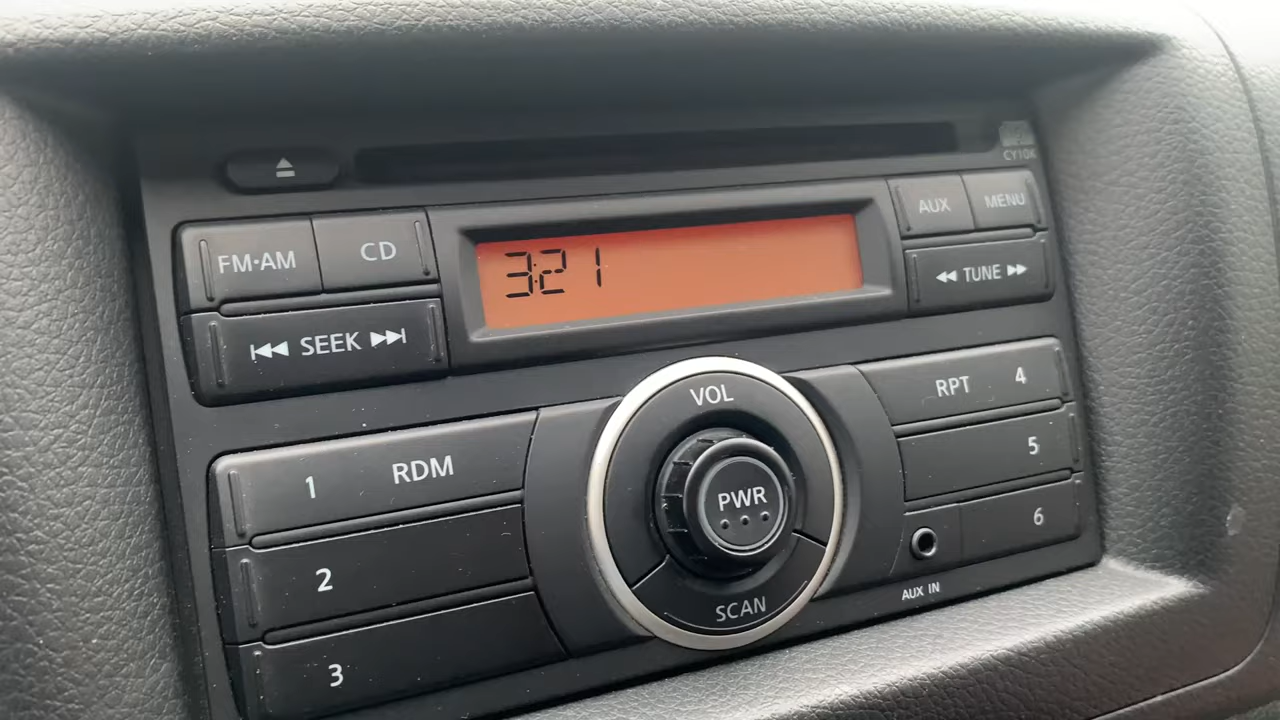 CY10K
FM·AM
CD
AUX
MENU
3:21
TUNE
SEEK
VOL
RPT 4
1 RDM
5
PWR
2
6
SCAN
AUX IN
3